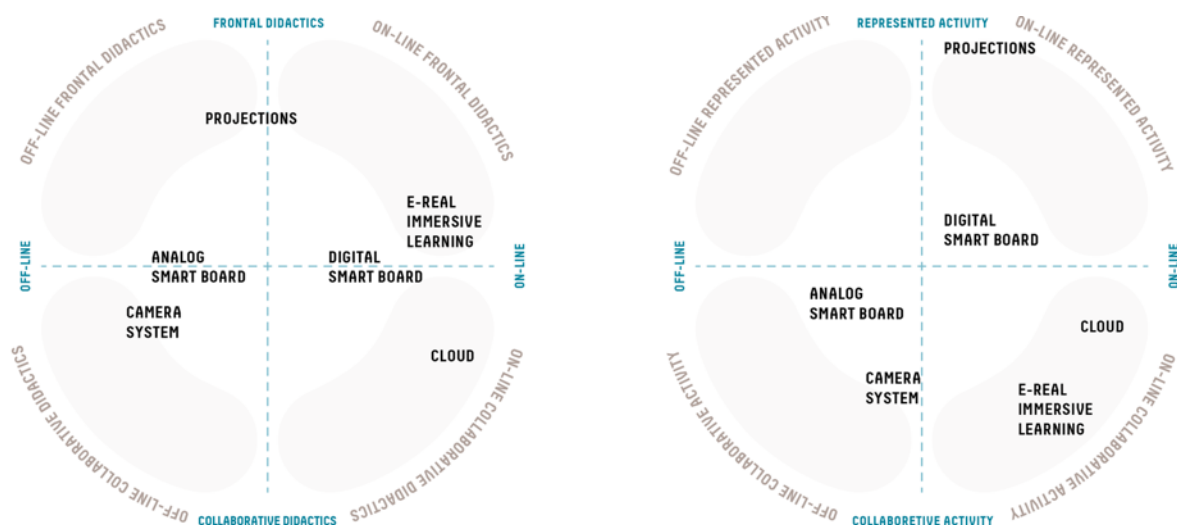 FRONTAL DIDACTICS
OFF-LINE FRONTAL DIDACTICS
ON-LINE FRONTAL DIDACTICS
PROJECTIONS
E-REAL
IMMERSIVE
LEARNING
OFF-LINE
ANALOG
SMART BOARD
DIGITAL
SMART BOARD
ON-LINE
CAMERA
SYSTEM
CLOUD
OFF-LINE COLLABORATIVE DIDACTICS
ON-LINE COLLABORATIVE DIDACTICS
COLLABORATIVE DIDACTICS
REPRESENTED ACTIVITY
OFF-LINE REPRESENTED ACTIVITY
ON-LINE REPRESENTED ACTIVITY
PROJECTIONS
DIGITAL
SMART BOARD
OFF-LINE
ON-LINE
ANALOG
SMART BOARD
CLOUD
CAMERA
SYSTEM
E-REAL
IMMERSIVE
LEARNING
OFF-LINE COLLABORATIVE ACTIVITY
ON-LINE COLLABORATIVE ACTIVITY
COLLABORETIVE ACTIVITY